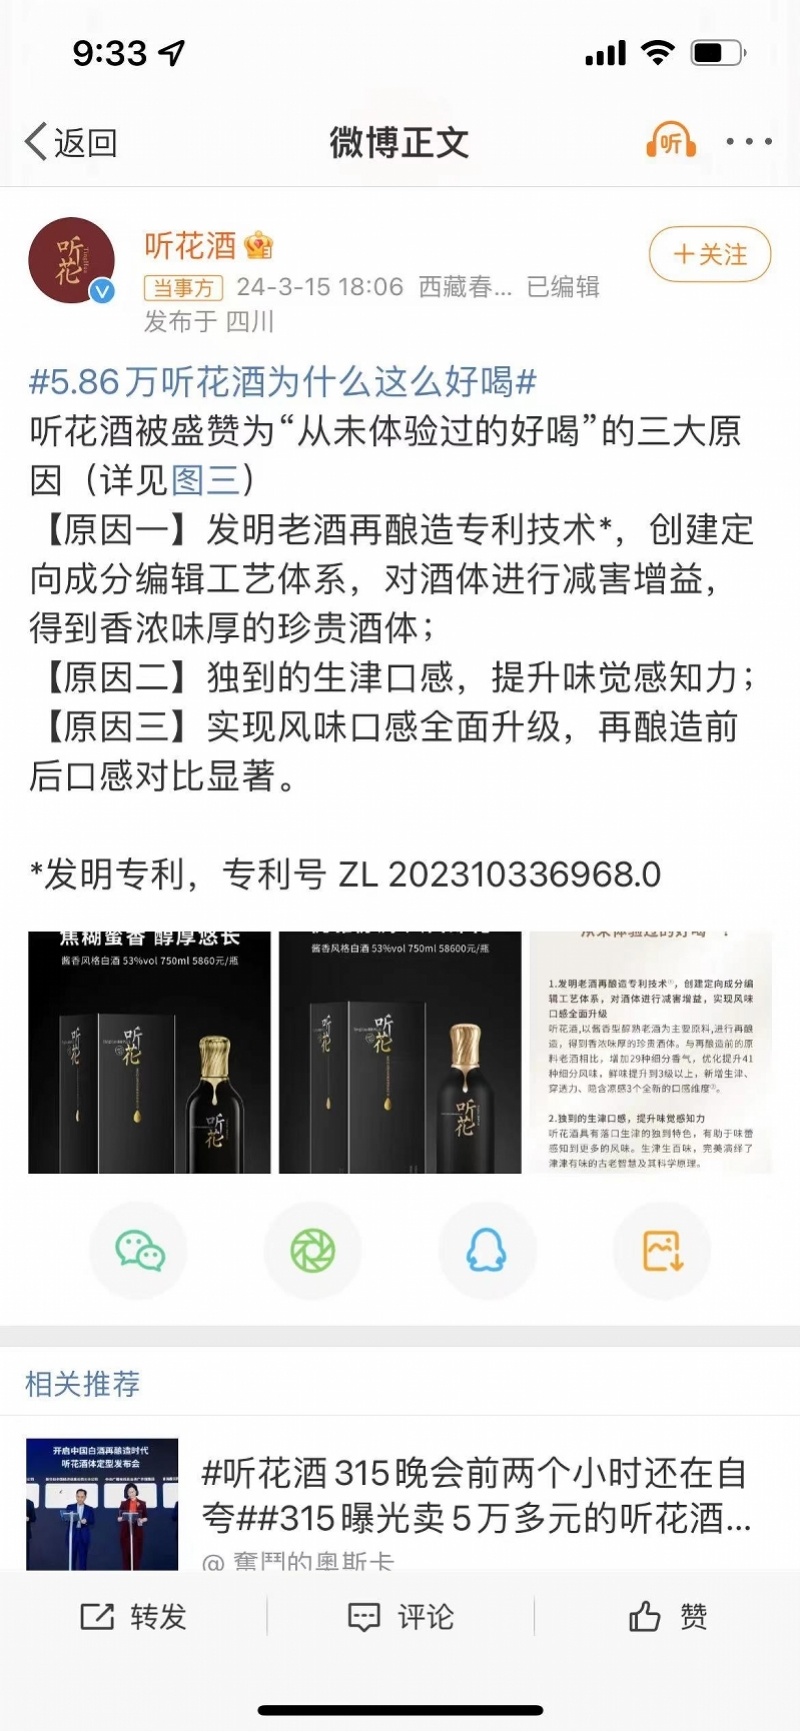 9:33
返回
微博正文
听
听花
听花酒
当事方 24-3-15 18:06 西藏春... 已编辑
发布于 四川
+关注
#5.86万听花酒为什么这么好喝#
听花酒被盛赞为“从未体验过的好喝”的三大原
因（详见图三）
【原因一】发明老酒再酿造专利技术*，创建定
向成分编辑工艺体系，对酒体进行减害增益，
得到香浓味厚的珍贵酒体；
【原因二】独到的生津口感，提升味觉感知力；
【原因三】实现风味口感全面升级，再酿造前
后口感对比显著。
*发明专利，专利号 ZL 202310336968.0
焦糊蜜香 醇厚悠长
酱香风格白酒 53%vol 750ml 5860元/瓶
听花
听花
听花
酱香风格白酒 53%vol 750ml 58600元/瓶
听花
听花
听花
从未体验过的好喝
1.发明老酒再酿造专利技术，创建定向成分编
辑工艺体系，对酒体进行减害增益，实现风味
口感全面升级
听花酒,以酱香型醇熟老酒为主要原料,进行再酿
造，得到香浓味厚的珍贵酒体。与再酿造前的原
料老酒相比，增加29种细分香气，优化提升41
种细分风味，鲜味提升到3级以上，新增生津、
穿透力、隐含凉感3个全新的口感维度。
2.独到的生津口感，提升味觉感知力
听花酒具有落口生津的独到特色，有助于味蕾
感知到更多的风味。生津生百味，完美演绎了
津津有味的古老智慧及其科学原理。
相关推荐
开启中国白酒再酿造时代
听花酒体定型发布会
#听花酒315晚会前两个小时还在自
夸##315曝光卖5万多元的听花酒...
@ 奮鬥的奥斯卡
转发
评论
赞